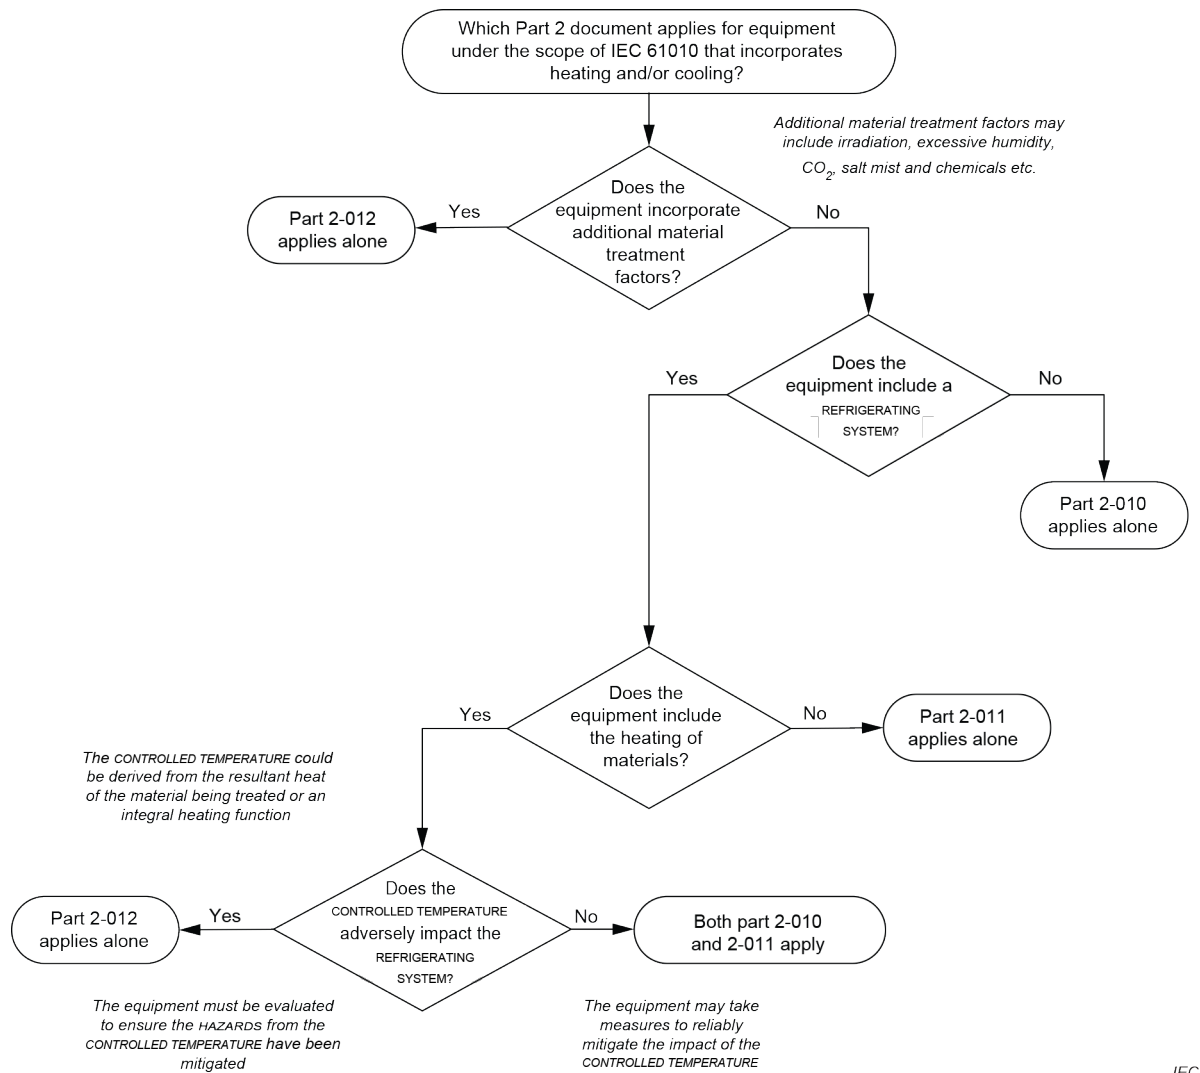 Which Part 2 document applies for equipment
under the scope of IEC 61010 that incorporates
heating and/or cooling?
Additional material treatment factors may
include irradiation, excessive humidity,
CO2, salt mist and chemicals etc.
Does the
equipment incorporate
additional material
treatment
factors?
Yes
No
Part 2-012
applies alone
Does the
equipment include a
REFRIGERATING
SYSTEM?
Yes
No
Part 2-010
applies alone
Does the
equipment include
the heating of
materials?
Yes
No
Part 2-011
applies alone
The CONTROLLED TEMPERATURE could
be derived from the resultant heat
of the material being treated or an
integral heating function
Does the
CONTROLLED TEMPERATURE
adversely impact the
REFRIGERATING
SYSTEM?
Yes
No
Part 2-012
applies alone
Both part 2-010
and 2-011 apply
The equipment must be evaluated
to ensure the HAZARDS from the
CONTROLLED TEMPERATURE have been
mitigated
The equipment may take
measures to reliably
mitigate the impact of the
CONTROLLED TEMPERATURE
IEC